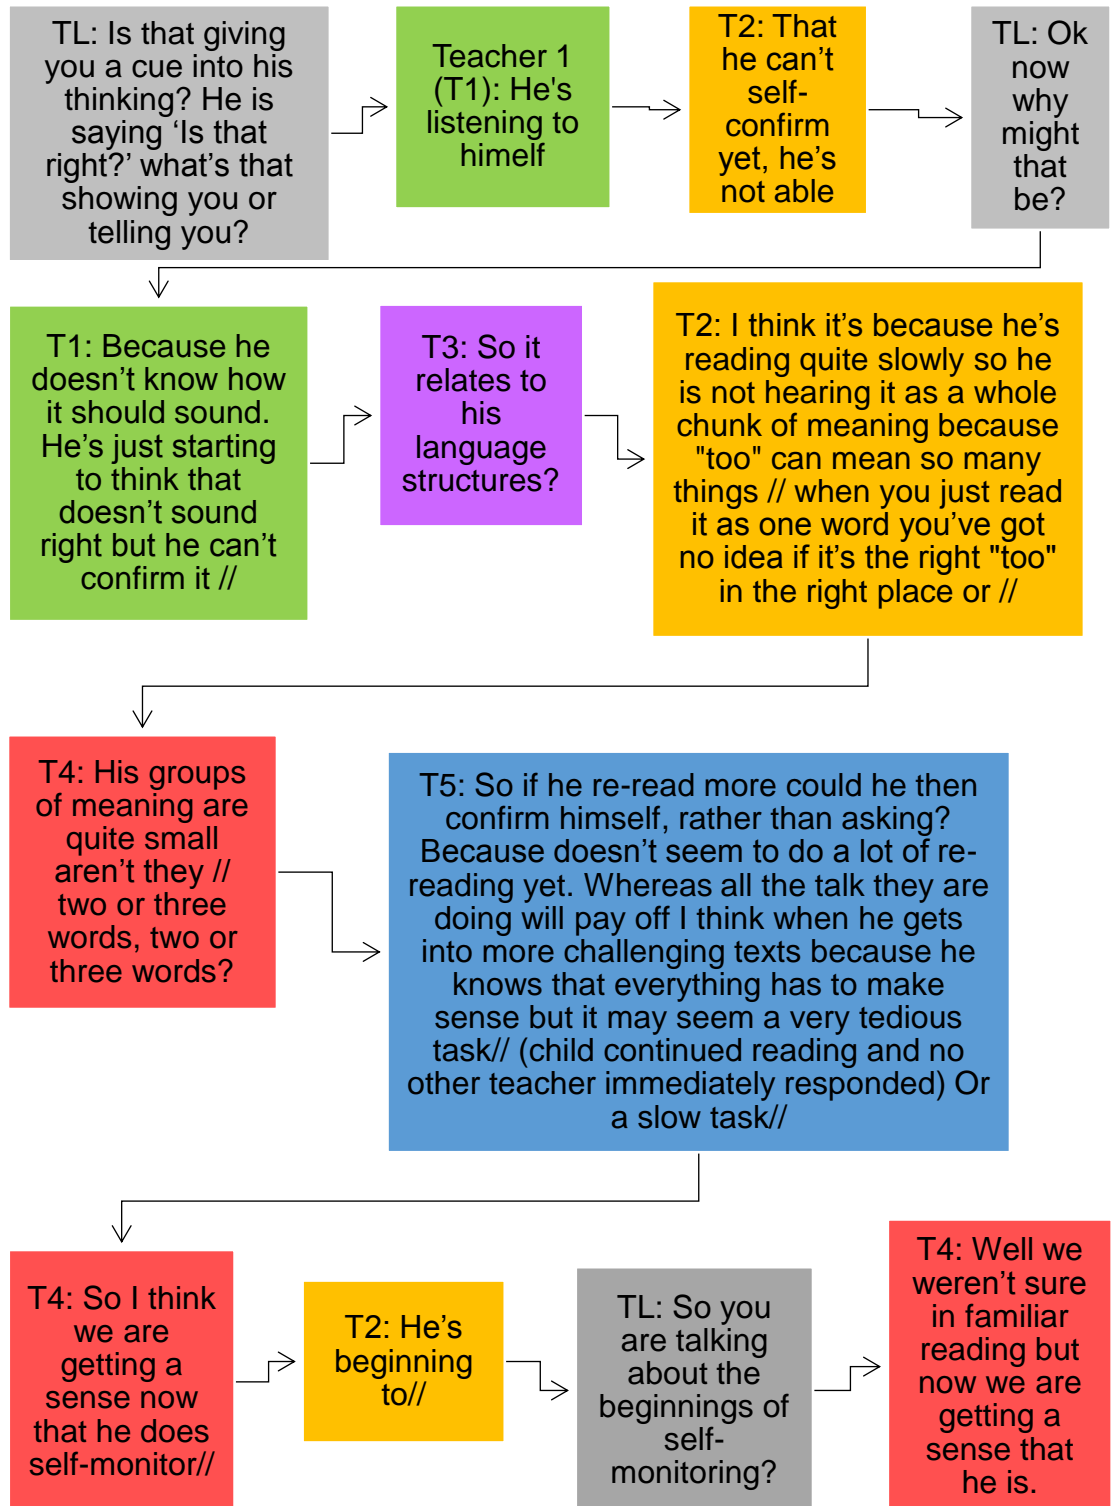 TL: Is that giving
you a cue into his
thinking? He is
saying ‘Is that
right?’ what’s that
showing you or
telling you?
Teacher 1
(T1): He's
listening to
himelf
T2: That
he can’t
self-
confirm
yet, he’s
not able
TL: Ok
now
why
might
that
be?
T1: Because he
doesn’t know how
it should sound.
He’s just starting
to think that
doesn’t sound
right but he can’t
confirm it //
T3: So it
relates to
his
language
structures?
T2: I think it’s because he’s
reading quite slowly so he
is not hearing it as a whole
chunk of meaning because
"too" can mean so many
things // when you just read
it as one word you’ve got
no idea if it’s the right "too"
in the right place or //
T4: His groups
of meaning are
quite small
aren’t they //
two or three
words, two or
three words?
T5: So if he re-read more could he then
confirm himself, rather than asking?
Because doesn’t seem to do a lot of re-
reading yet. Whereas all the talk they are
doing will pay off I think when he gets
into more challenging texts because he
knows that everything has to make
sense but it may seem a very tedious
task// (child continued reading and no
other teacher immediately responded) Or
a slow task//
T4: So I think
we are
getting a
sense now
that he does
self-monitor//
T2: He’s
beginning
to//
TL: So you
are talking
about the
beginnings of
self-
monitoring?
T4: Well we
weren’t sure
in familiar
reading but
now we are
getting a
sense that
he is.